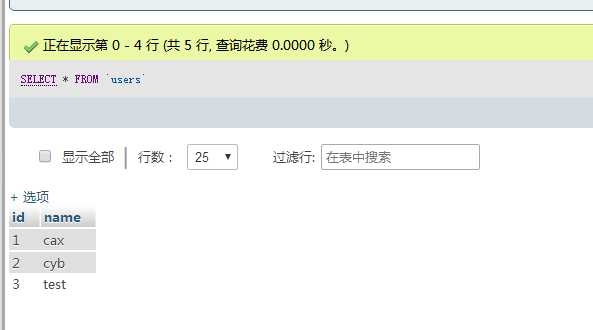 正在显示第 0 - 4 行 (共 5 行, 查询花费 0.0000 秒。)
SELECT * FROM `users`
显示全部 | 行数： 25 过滤行: 在表中搜索
+ 选项
id name
1 cax
2 cyb
3 test